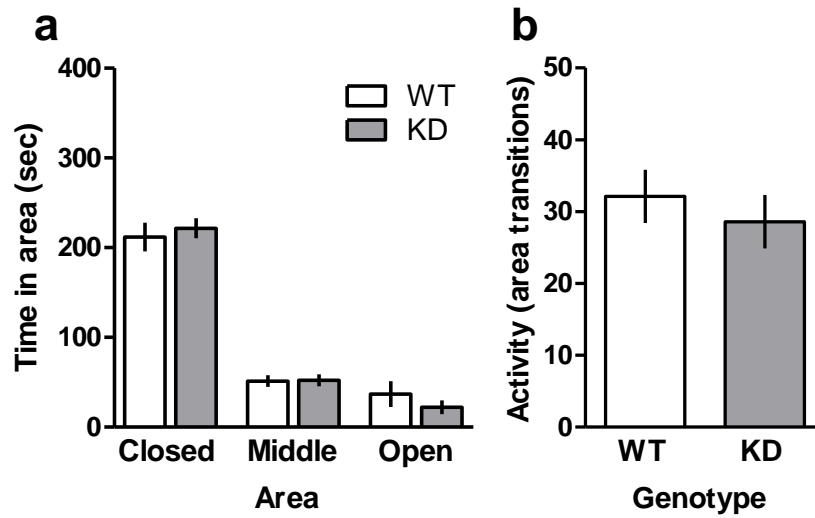 a
Time in area (sec)
400
300
200
100
0
WT
KD
Closed Middle Open
Area
b
Activity (area transitions)
50
40
30
20
10
0
WT KD
Genotype